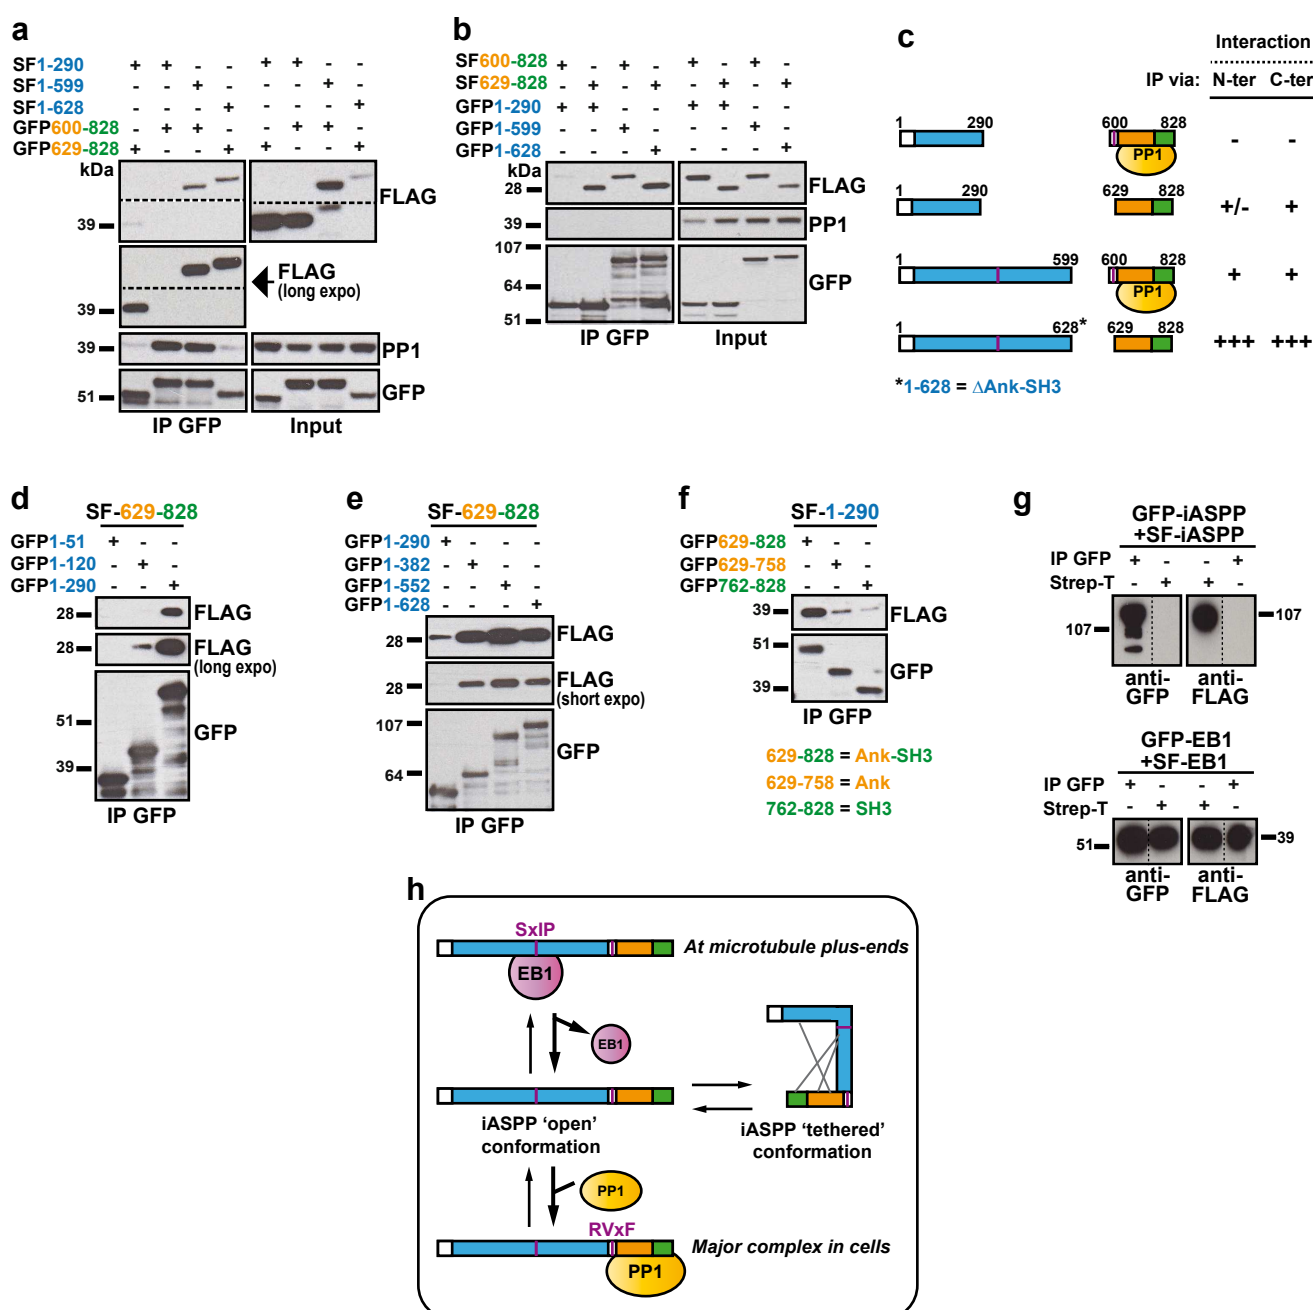 a
SF1-290 + + - - + + - -
SF1-599 - - + - - - + -
SF1-628 - - - + - - - +
GFP600-828 - + + - - + + -
GFP629-828 + - - + + - - +
kDa
39
FLAG
39
FLAG
(long expo)
39
PP1
51
GFP
IP GFP
Input
b
SF600-828 + - + - + - + -
SF629-828 - + - + - + - +
GFP1-290 + + - - + + - -
GFP1-599 - - + - - - + -
GFP1-628 - - - + - - - +
kDa
28
FLAG
39
PP1
107
64
51
GFP
IP GFP
Input
c
Interaction
IP via: N-ter C-ter
1 290 600 828
PP1
- -
1 290 629 828
+/- +
1 599 600 828
PP1
+ +
1 628* 629 828
+++ +++
*1-628 = ΔAnk-SH3
d
SF-629-828
GFP1-51 + - -
GFP1-120 - + -
GFP1-290 - - +
28 FLAG
28 FLAG
(long expo)
51
39
GFP
IP GFP
e
SF-629-828
GFP1-290 + - - -
GFP1-382 - + - -
GFP1-552 - - + -
GFP1-628 - - - +
28 FLAG
28 FLAG
(short expo)
107
64
GFP
IP GFP
f
SF-1-290
GFP629-828 + - -
GFP629-758 - + -
GFP762-828 - - +
39 FLAG
51
39
GFP
IP GFP
629-828 = Ank-SH3
629-758 = Ank
762-828 = SH3
g
GFP-iASPP
+SF-iASPP
IP GFP + - - +
Strep-T - + + -
107
107
anti-
GFP
anti-
FLAG
GFP-EB1
+SF-EB1
IP GFP + - - +
Strep-T - + + -
51
39
anti-
GFP
anti-
FLAG
h
SxIP
At microtubule plus-ends
EB1
EB1
iASPP ‘open’
conformation
iASPP ‘tethered’
conformation
PP1
RVxF
Major complex in cells
PP1